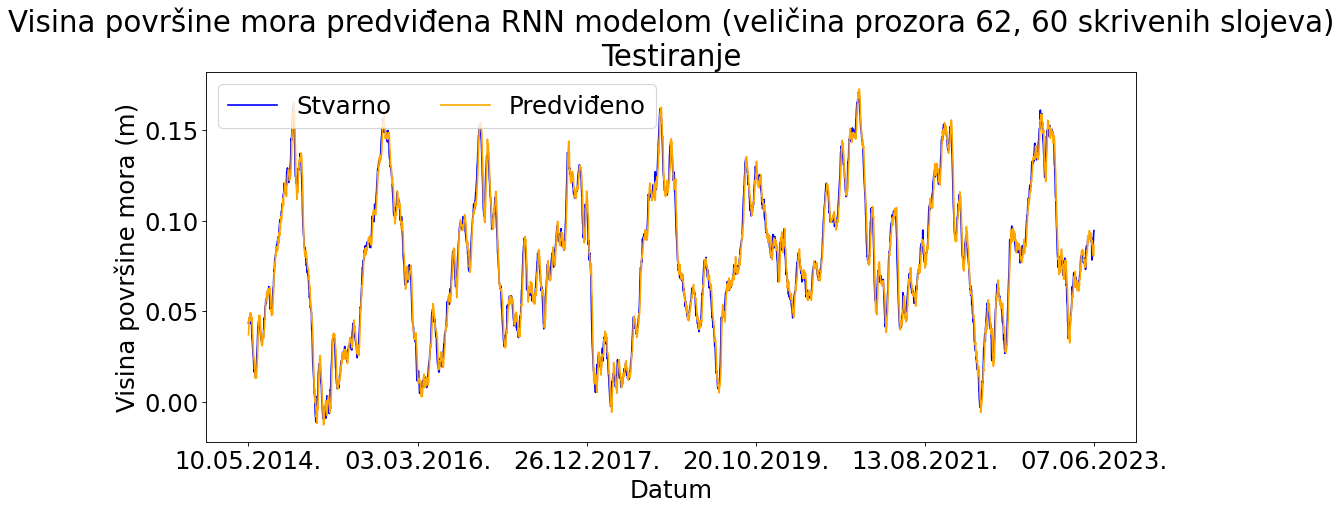 Visina površine mora predviđena RNN modelom (veličina prozora 62, 60 skrivenih slojeva)
Testiranje
Stvarno Predviđeno
Visina površine mora (m)
0.15
0.10
0.05
0.00
10.05.2014. 03.03.2016. 26.12.2017. 20.10.2019. 13.08.2021. 07.06.2023.
Datum